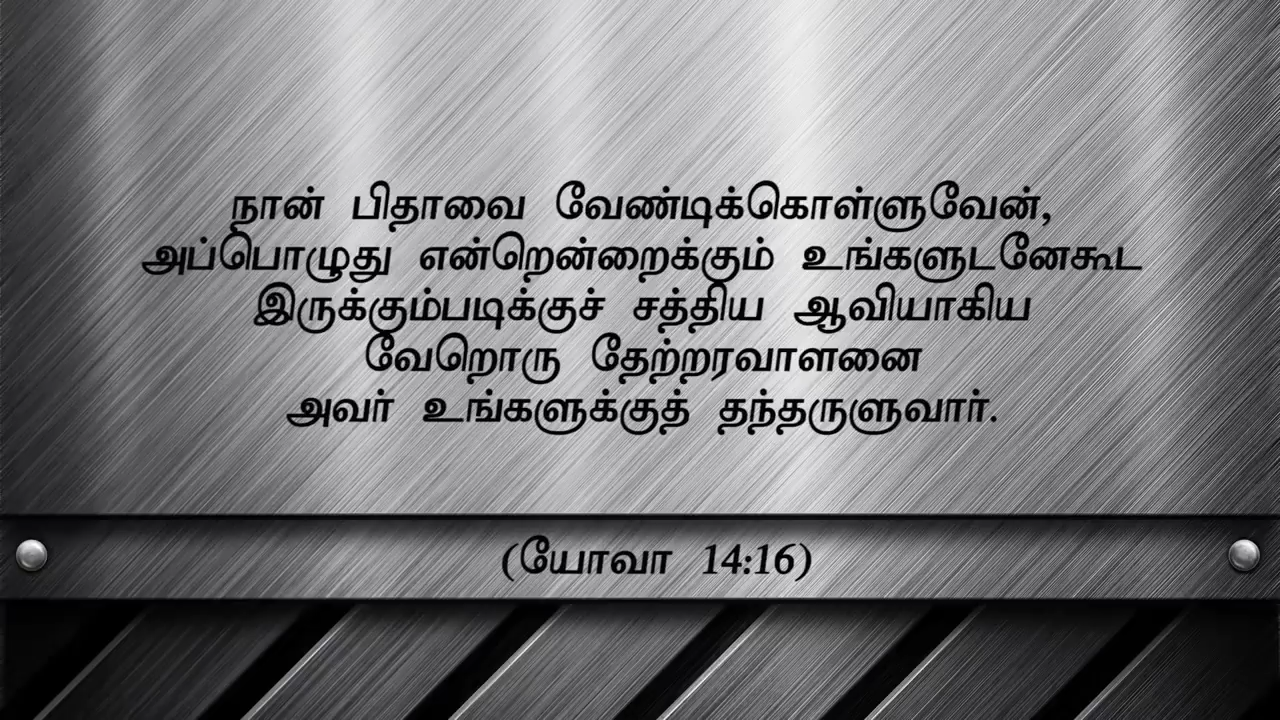 நான் பிதாவை வேண்டிக்கொள்ளுவேன்,
அப்பொழுது என்றென்றைக்கும் உங்களுடனேகூட
இருக்கும்படிக்குச் சத்திய ஆவியாகிய
வேறொரு தேற்றரவாளனை
அவர் உங்களுக்குத் தந்தருளுவார்.
(யோவா 14:16)